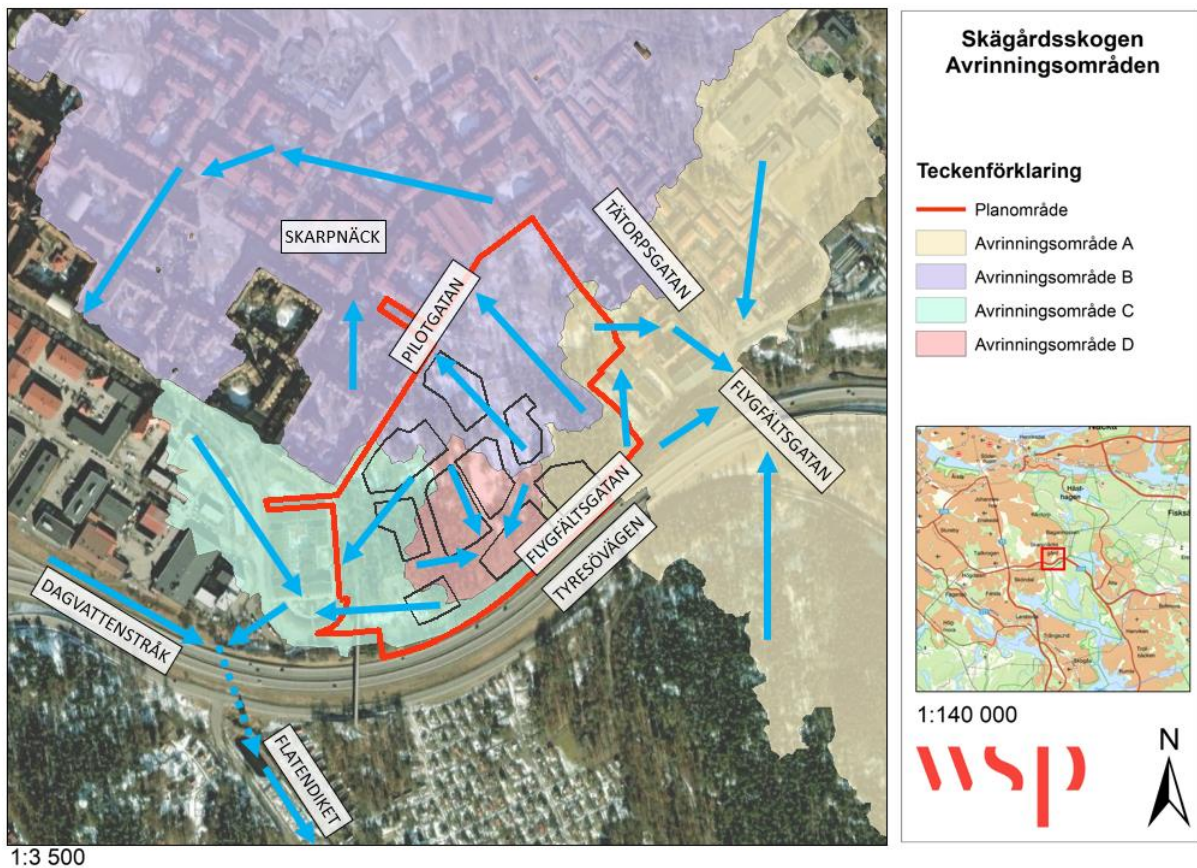 Skägårdsskogen
Avrinningsområden
Teckenförklaring
Planområde
Avrinningsområde A
Avrinningsområde B
Avrinningsområde C
Avrinningsområde D
SKARPNÄCK
TÄTORPSGATAN
PILOTGATAN
FLYGFÄLTSGATAN
FLYGFÄLTSGATAN
TYRESÖVÄGEN
DAGVATTENSTRÅK
FLATENDIKET
1:3 500
1:140 000
wsp
N